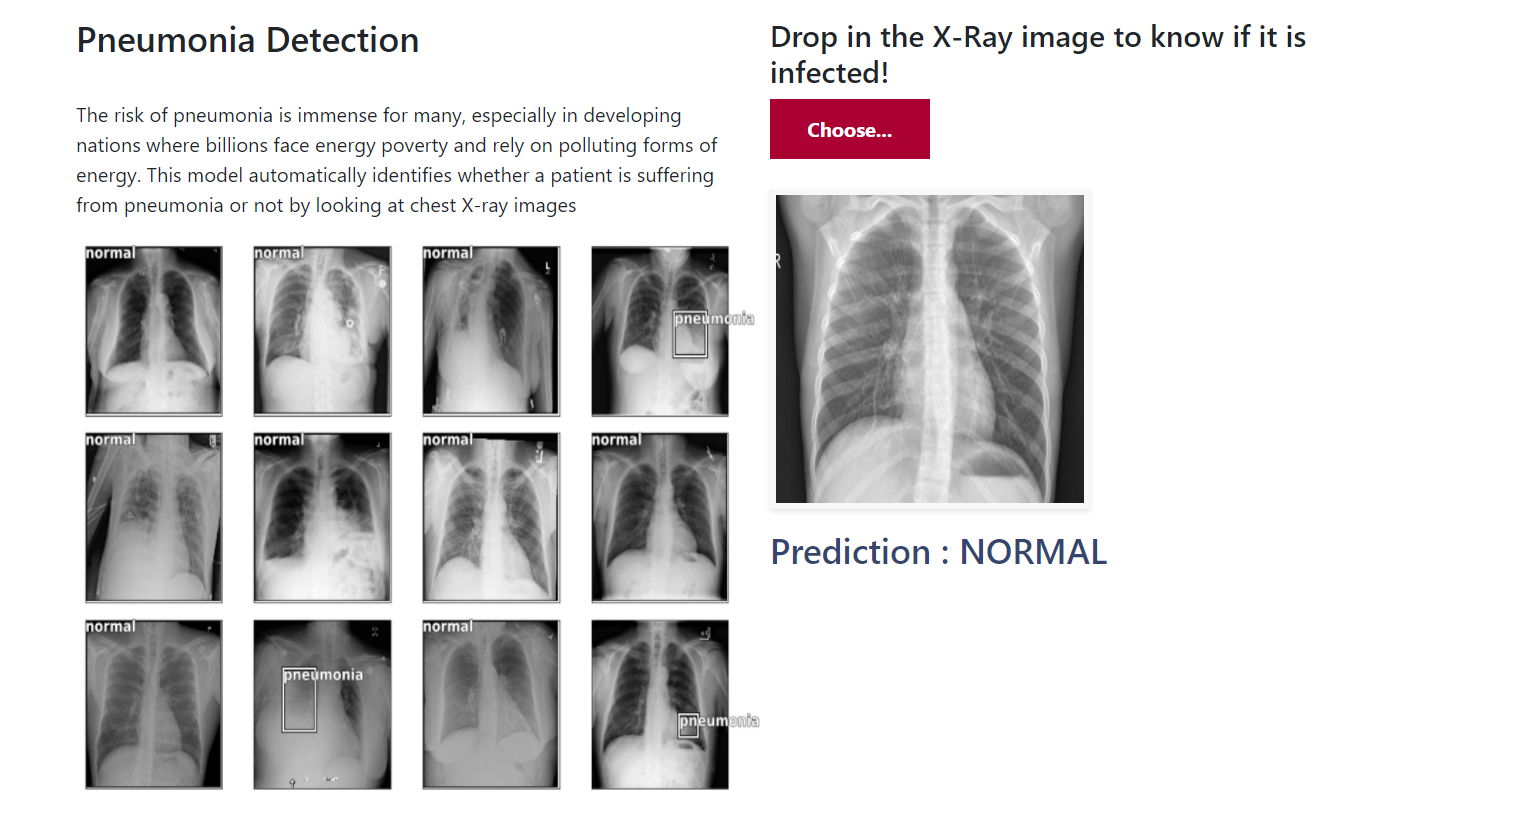 Pneumonia Detection
The risk of pneumonia is immense for many, especially in developing
nations where billions face energy poverty and rely on polluting forms of
energy. This model automatically identifies whether a patient is suffering
from pneumonia or not by looking at chest X-ray images
normal
normal
normal
pneumonia
normal
normal
normal
normal
normal
pneumonia
normal
pneumonia
Drop in the X-Ray image to know if it is
infected!
Choose...
R
Prediction : NORMAL